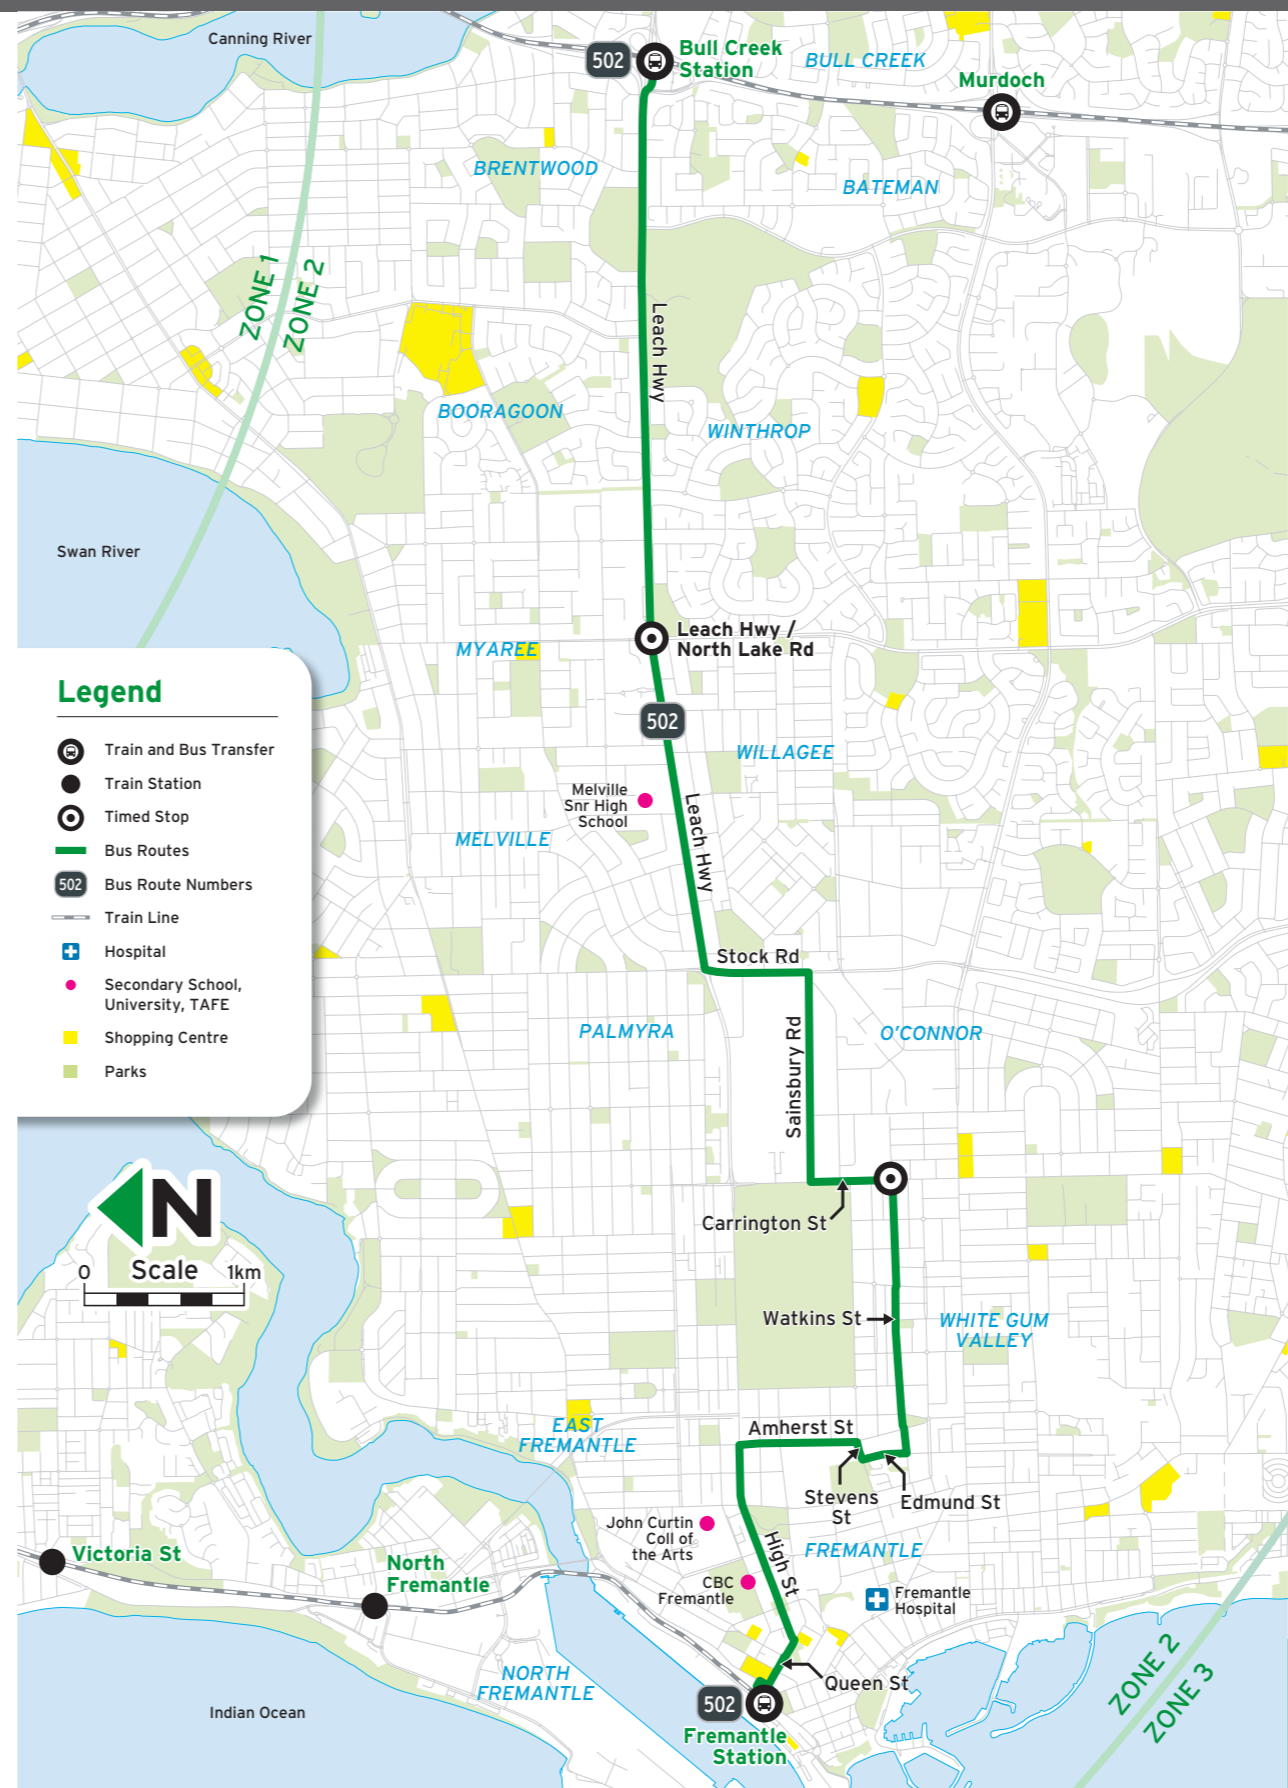 Canning River
502
Bull Creek
Station
BULL CREEK
Murdoch
BRENTWOOD
BATEMAN
ZONE 1
ZONE 2
Leach Hwy
BOORAGOON
WINTHROP
Swan River
Leach Hwy /
North Lake Rd
MYAREE
502
WILLAGEE
Melville
Snr High
School
Leach Hwy
MELVILLE
Legend
Train and Bus Transfer
Train Station
Timed Stop
Bus Routes
502
Bus Route Numbers
Train Line
Hospital
Secondary School,
University, TAFE
Shopping Centre
Parks
Stock Rd
PALMYRA
O'CONNOR
Sainsbury Rd
N
Scale
0
1km
Carrington St
Watkins St
WHITE GUM
VALLEY
EAST
FREMANTLE
Amherst St
Stevens
St
Edmund St
John Curtin
Coll of
the Arts
High St
FREMANTLE
Victoria St
North
Fremantle
CBC
Fremantle
Fremantle
Hospital
NORTH
FREMANTLE
Queen St
ZONE 2
ZONE 3
Indian Ocean
502
Fremantle
Station